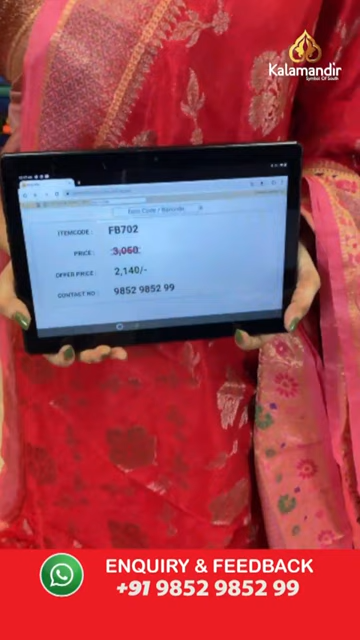 Kalamandir
Symbol Of South
Item Code / Barcode
ITEMCODE : FB702
PRICE : 3,060
OFFER PRICE : 2,140/-
CONTACT NO : 9852 9852 99
ENQUIRY & FEEDBACK
+91 9852 9852 99